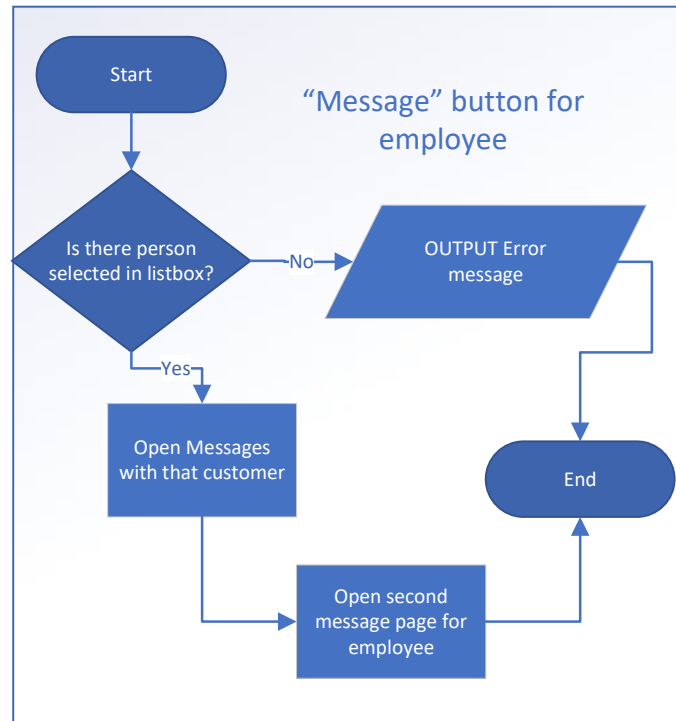 Start
“Message” button for
employee
Is there person
selected in listbox?
No
OUTPUT Error
message
Yes
Open Messages
with that customer
End
Open second
message page for
employee